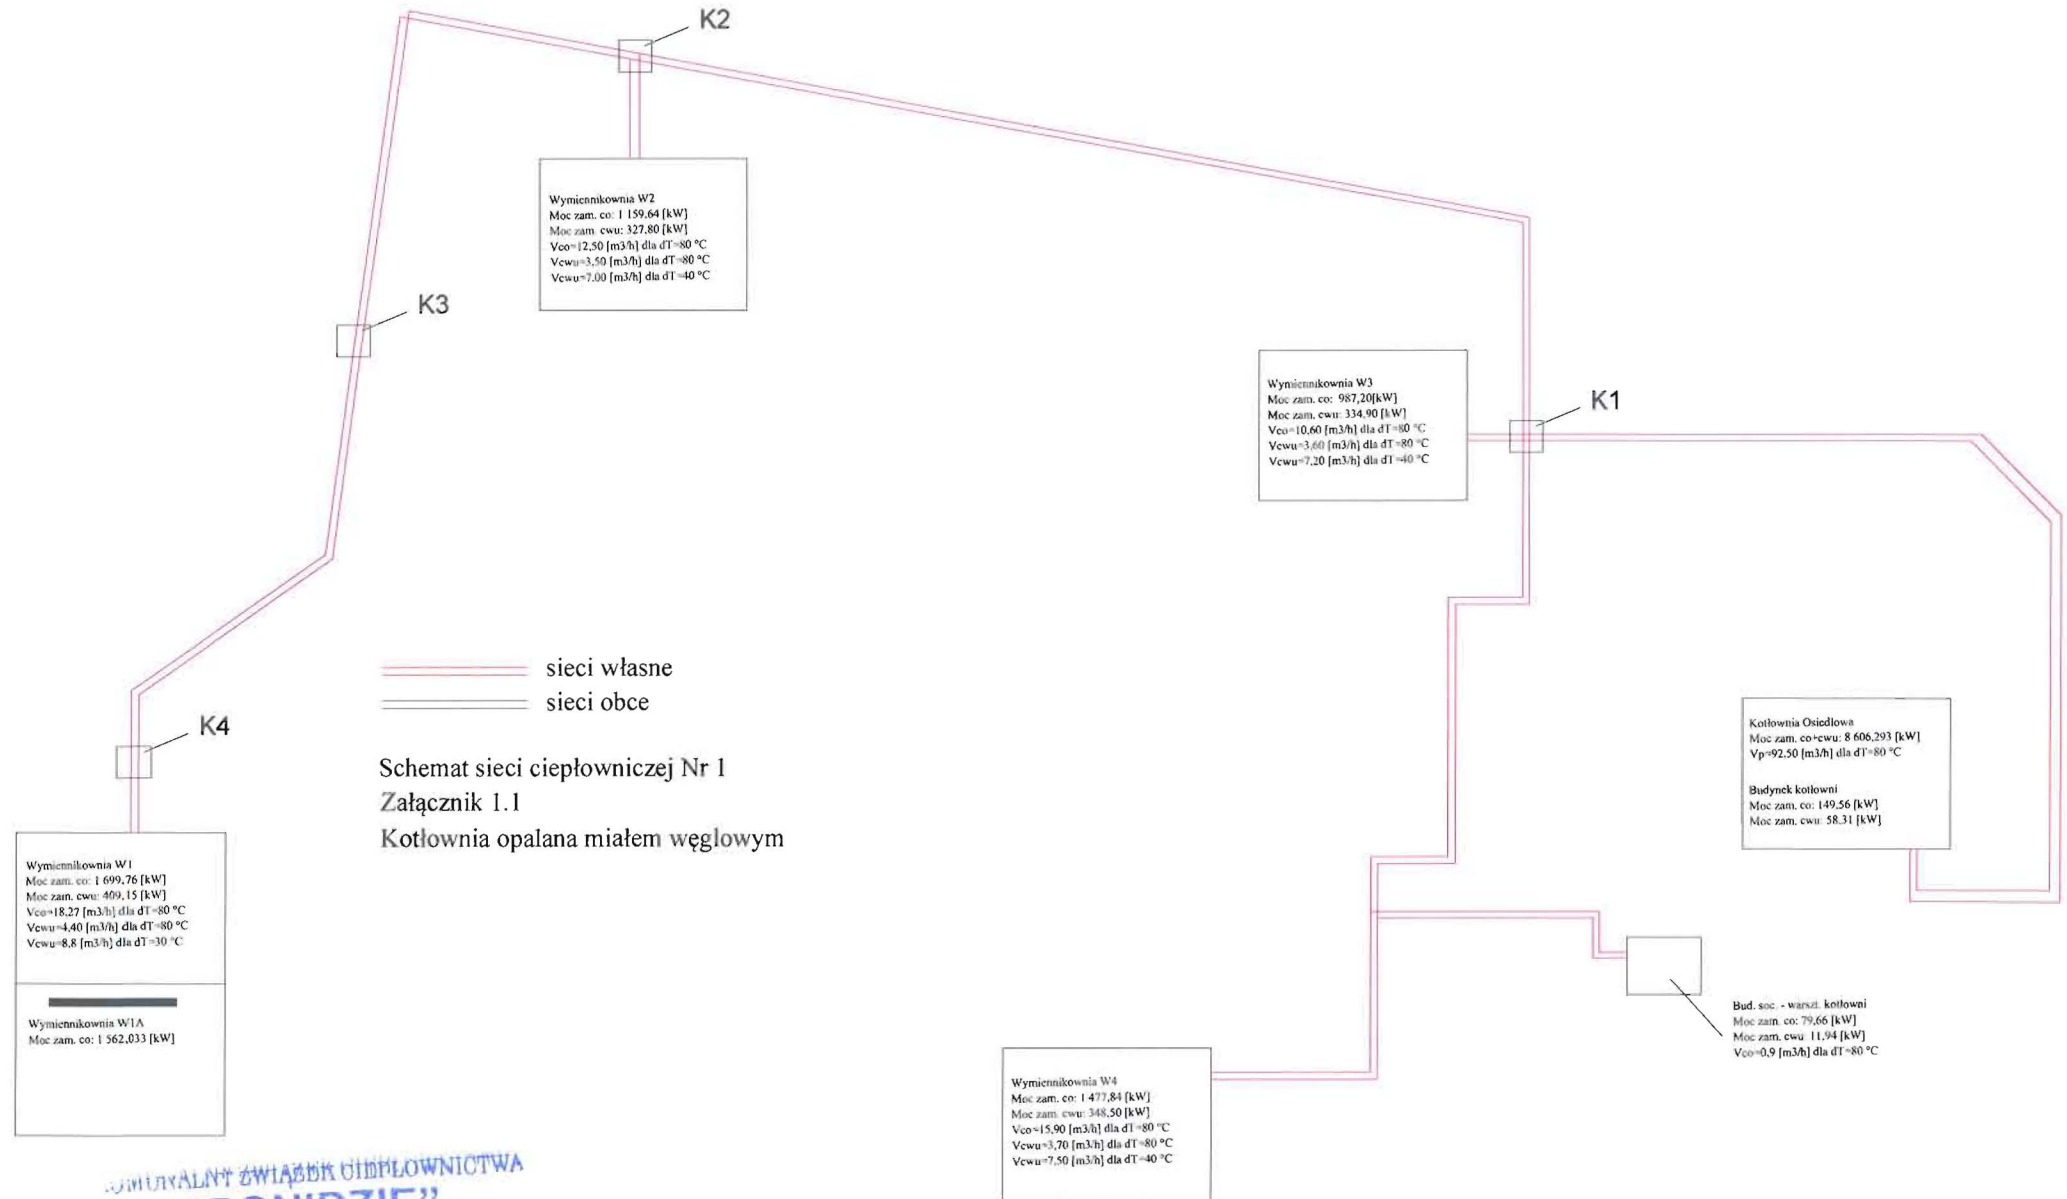 K2
Wymiennikownia W2
Moc zam. co: 1 159,64 [kW]
Moc zam. cwu: 327,80 [kW]
Vco=12,50 [m3/h] dla dT=80 °C
Vcwu=3,50 [m3/h] dla dT=80 °C
Vcwu=7,00 [m3/h] dla dT=40 °C
K3
Wymiennikownia W3
Moc zam. co: 987,20[kW]
Moc zam. cwu: 334,90 [kW]
Vco=10,60 [m3/h] dla dT=80 °C
Vcwu=3,60 [m3/h] dla dT=80 °C
Vcwu=7,20 [m3/h] dla dT=40 °C
K1
sieci własne
sieci obce
K4
Schemat sieci ciepłowniczej Nr 1
Załącznik 1.1
Kotłownia opalana miałem węglowym
Kotłownia Osiedlowa
Moc zam. co+cwu: 8 606,293 [kW]
Vp=92,50 [m3/h] dla dT=80 °C
Budynek kotłowni
Moc zam. co: 149,56 [kW]
Moc zam. cwu: 58,31 [kW]
Wymiennikownia W1
Moc zam. co: 1 699,76 [kW]
Moc zam. cwu: 409,15 [kW]
Vco=18,27 [m3/h] dla dT=80 °C
Vcwu=4,40 [m3/h] dla dT=80 °C
Vcwu=8,8 [m3/h] dla dT=30 °C
Wymiennikownia W1A
Moc zam. co: 1 562,033 [kW]
Bud. soc. - warszt. kotłowni
Moc zam. co: 79,66 [kW]
Moc zam. cwu: 11,94 [kW]
Vco=0,9 [m3/h] dla dT=80 °C
Wymiennikownia W4
Moc zam. co: 1 477,84 [kW]
Moc zam. cwu: 348,50 [kW]
Vco=15,90 [m3/h] dla dT=80 °C
Vcwu=3,70 [m3/h] dla dT=80 °C
Vcwu=7,50 [m3/h] dla dT=40 °C
ZWIĄZEK CIEPŁOWNICTWA